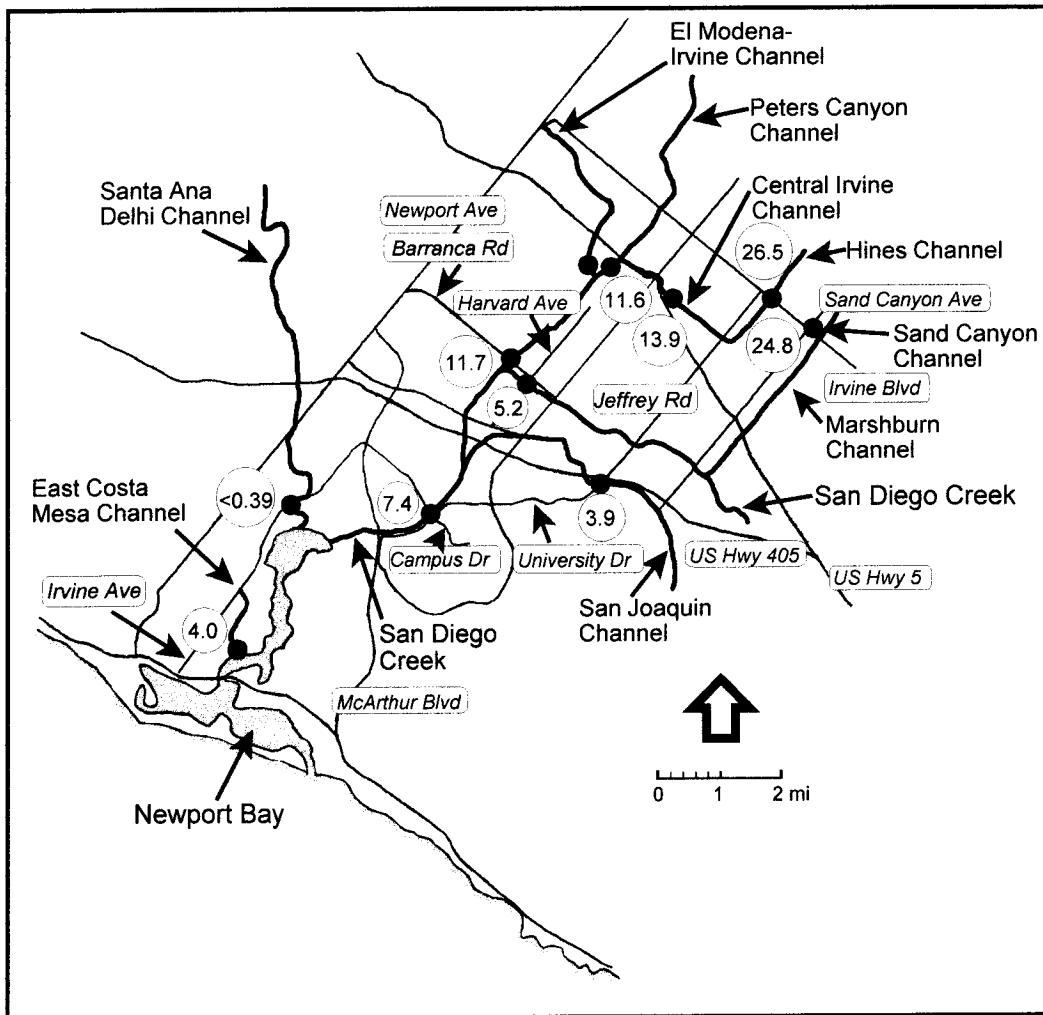 El Modena-
Irvine Channel
Peters Canyon
Channel
Santa Ana
Delhi Channel
Newport Ave
Barranca Rd
Central Irvine
Channel
26.5
Hines Channel
Harvard Ave
11.6
Sand Canyon Ave
13.9
24.8
Sand Canyon
Channel
11.7
Irvine Blvd
5.2
Jeffrey Rd
Marshburn
Channel
East Costa
Mesa Channel
<0.39
7.4
San Diego Creek
3.9
Campus Dr
University Dr
US Hwy 405
US Hwy 5
Irvine Ave
4.0
San Diego
Creek
San Joaquin
Channel
McArthur Blvd
0 1 2 mi
Newport Bay